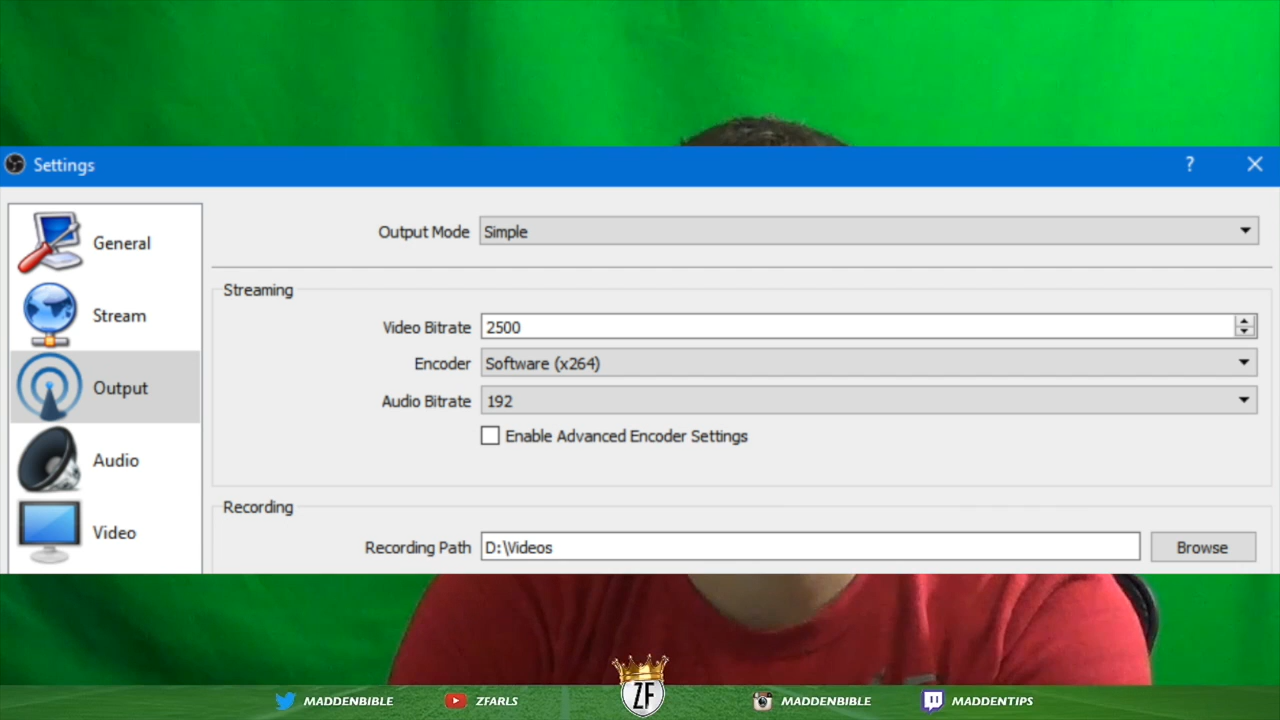 Settings
?
General
Stream
Output
Audio
Video
Output Mode Simple
Streaming
Video Bitrate 2500
Encoder Software (x264)
Audio Bitrate 192
Enable Advanced Encoder Settings
Recording
Recording Path D:\Videos Browse
MADDENBIBLE ZFARLS ZF MADDENBIBLE MADDENTIPS